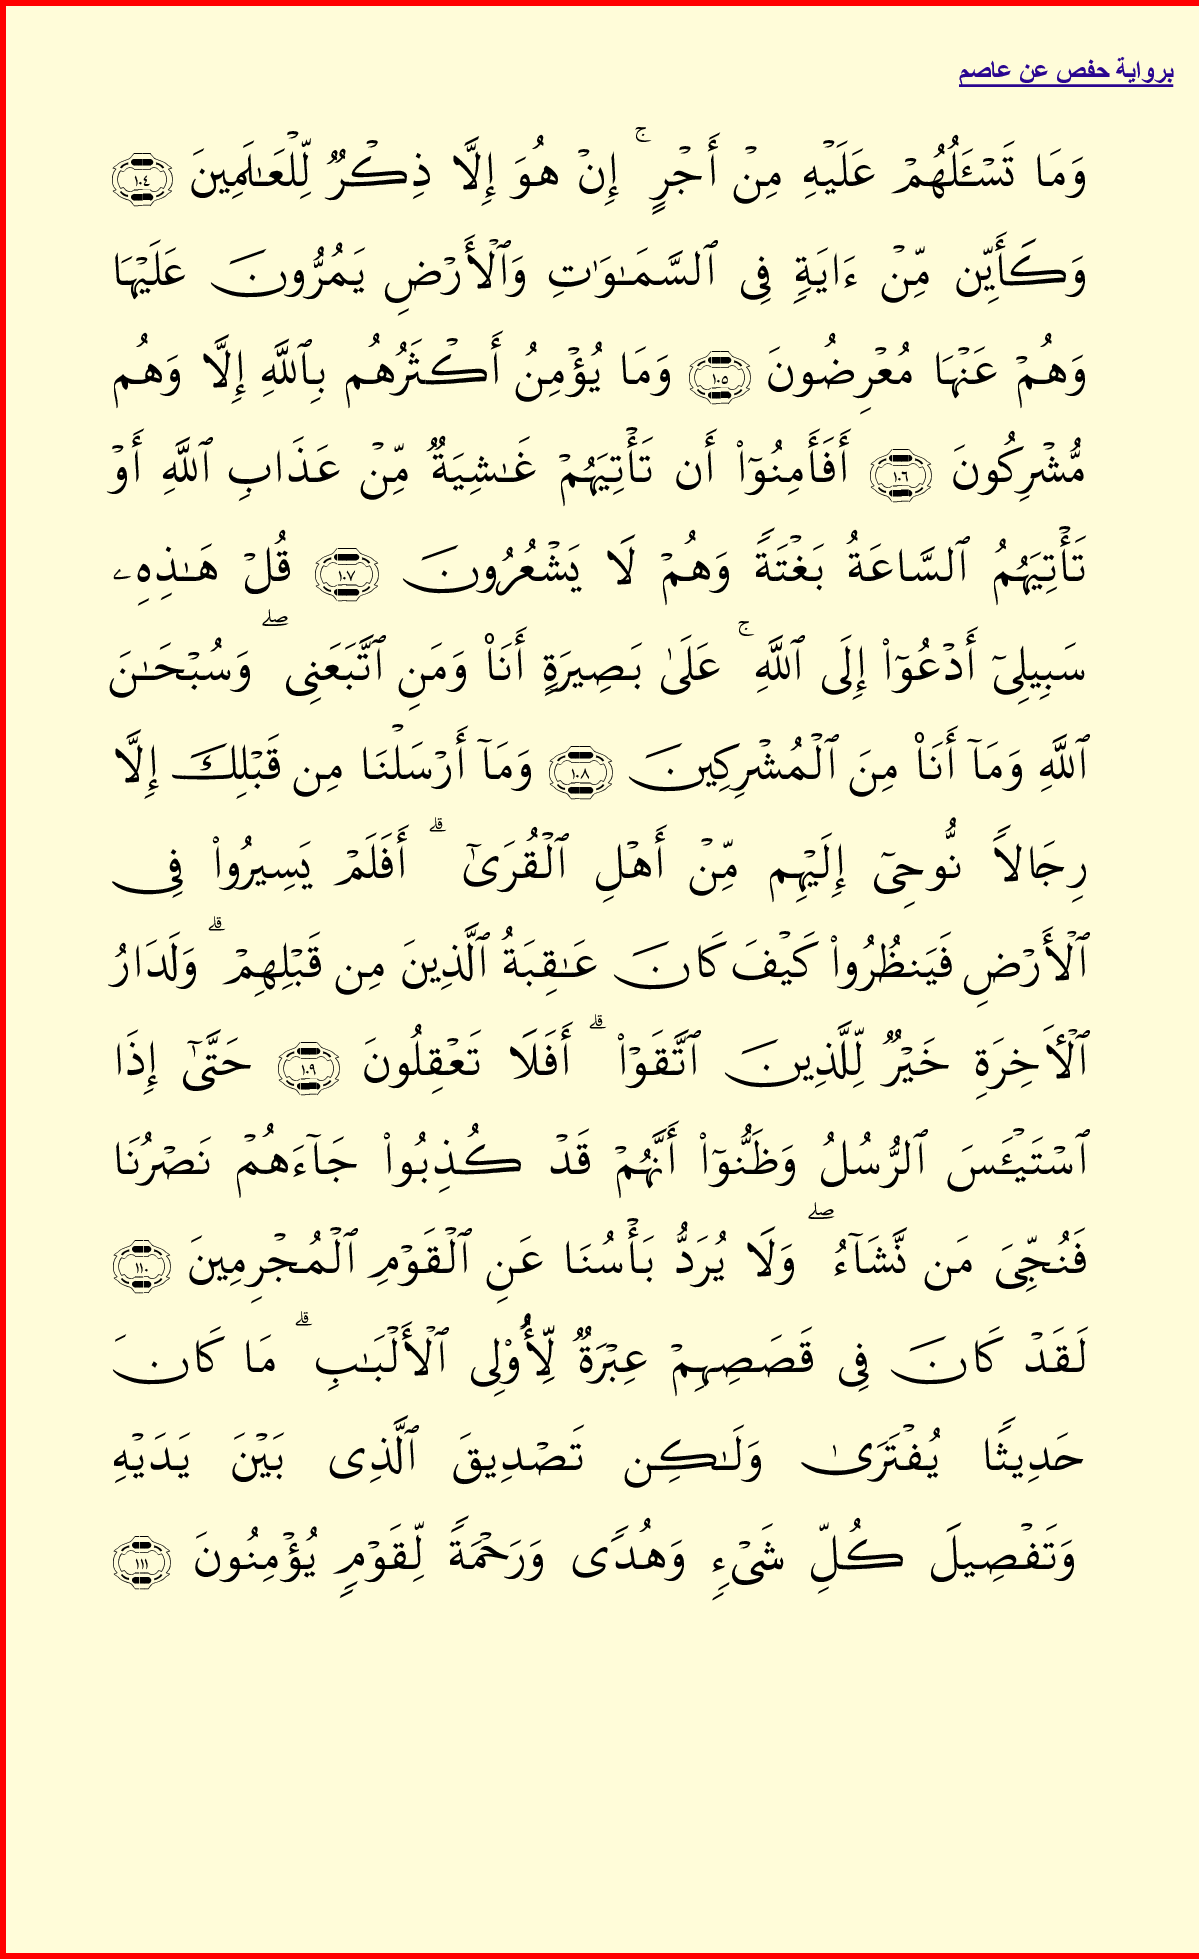 برواية حفص عن عاصم
وَمَا تَسْـَٔلُهُمْ عَلَيْهِ مِنْ أَجْرٍ ۚ إِنْ هُوَ إِلَّا ذِكْرٌ لِّلْعَـٰلَمِينَ ١٠٤
وَكَأَيِّن مِّنْ ءَايَةٍ فِى ٱلسَّمَـٰوَٰتِ وَٱلْأَرْضِ يَمُرُّونَ عَلَيْهَا
وَهُمْ عَنْهَا مُعْرِضُونَ ١٠٥ وَمَا يُؤْمِنُ أَكْثَرُهُم بِٱللَّهِ إِلَّا وَهُم
مُّشْرِكُونَ ١٠٦ أَفَأَمِنُوٓا۟ أَن تَأْتِيَهُمْ غَـٰشِيَةٌ مِّنْ عَذَابِ ٱللَّهِ أَوْ
تَأْتِيَهُمُ ٱلسَّاعَةُ بَغْتَةً وَهُمْ لَا يَشْعُرُونَ ١٠٧ قُلْ هَـٰذِهِۦ
سَبِيلِىٓ أَدْعُوٓا۟ إِلَى ٱللَّهِ ۚ عَلَىٰ بَصِيرَةٍ أَنَا۠ وَمَنِ ٱتَّبَعَنِى ۖ وَسُبْحَـٰنَ
ٱللَّهِ وَمَآ أَنَا۠ مِنَ ٱلْمُشْرِكِينَ ١٠٨ وَمَآ أَرْسَلْنَا مِن قَبْلِكَ إِلَّا
رِجَالًا نُّوحِىٓ إِلَيْهِم مِّنْ أَهْلِ ٱلْقُرَىٰٓ ۗ أَفَلَمْ يَسِيرُوا۟ فِى
ٱلْأَرْضِ فَيَنظُرُوا۟ كَيْفَ كَانَ عَـٰقِبَةُ ٱلَّذِينَ مِن قَبْلِهِمْ ۗ وَلَدَارُ
ٱلْـَٔاخِرَةِ خَيْرٌ لِّلَّذِينَ ٱتَّقَوْا۟ ۗ أَفَلَا تَعْقِلُونَ ١٠٩ حَتَّىٰٓ إِذَا
ٱسْتَيْـَٔسَ ٱلرُّسُلُ وَظَنُّوٓا۟ أَنَّهُمْ قَدْ كُذِبُوا۟ جَآءَهُمْ نَصْرُنَا
فَنُجِّىَ مَن نَّشَآءُ ۖ وَلَا يُرَدُّ بَأْسُنَا عَنِ ٱلْقَوْمِ ٱلْمُجْرِمِينَ ١١٠
لَقَدْ كَانَ فِى قَصَصِهِمْ عِبْرَةٌ لِّأُو۟لِى ٱلْأَلْبَـٰبِ ۗ مَا كَانَ
حَدِيثًا يُفْتَرَىٰ وَلَـٰكِن تَصْدِيقَ ٱلَّذِى بَيْنَ يَدَيْهِ
وَتَفْصِيلَ كُلِّ شَىْءٍ وَهُدًى وَرَحْمَةً لِّقَوْمٍ يُؤْمِنُونَ ١١١